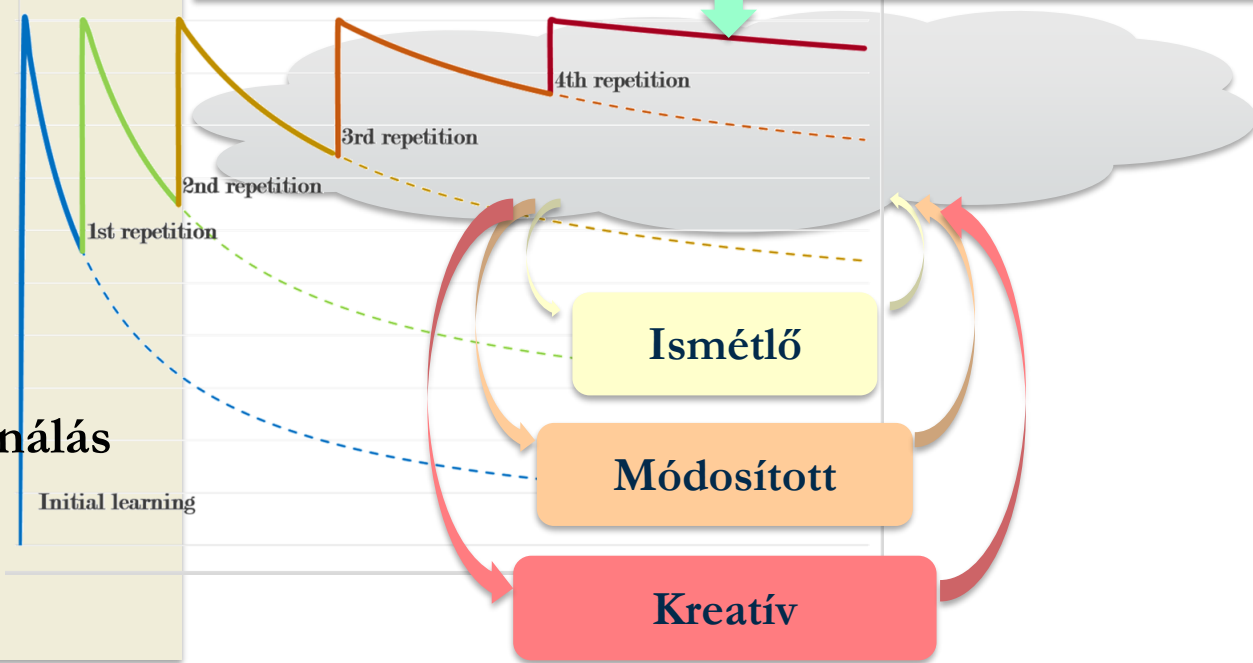 4th repetition
3rd repetition
2nd repetition
1st repetition
Ismétlő
nálás
Módosított
Initial learning
Kreatív